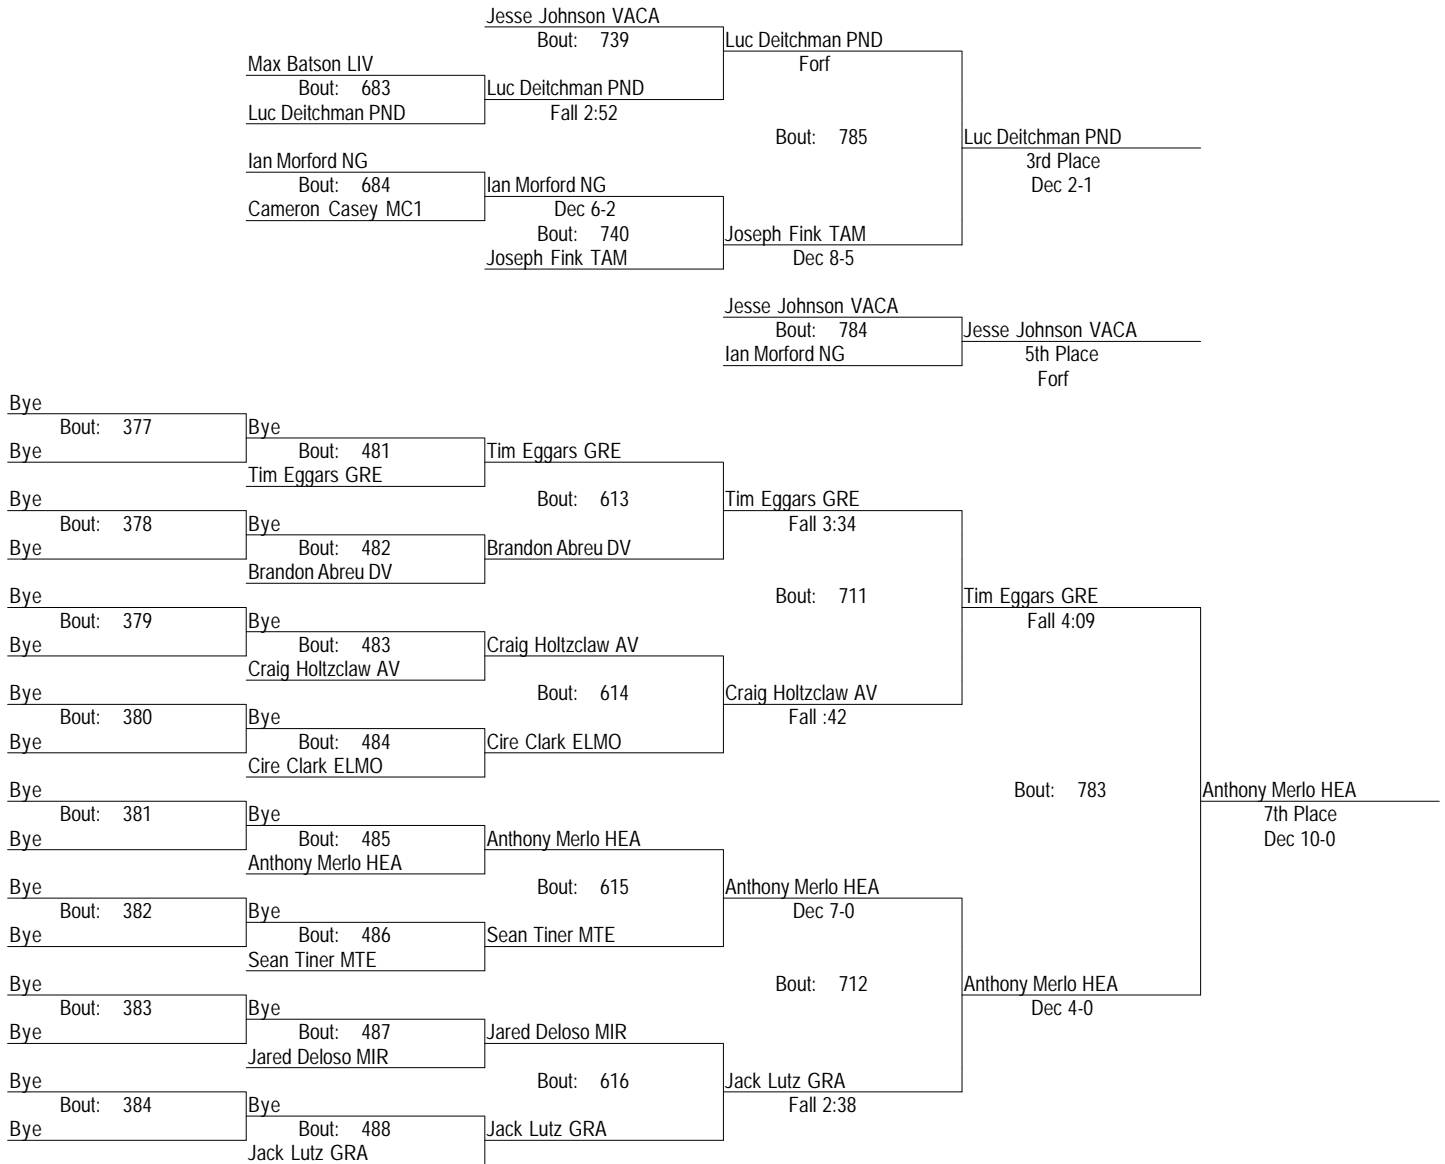 Jesse Johnson VACA
Bout: 739
Luc Deitchman PND
Forf
Max Batson LIV
Bout: 683
Luc Deitchman PND
Luc Deitchman PND
Fall 2:52
Bout: 785
Luc Deitchman PND
3rd Place
Dec 2-1
Ian Morford NG
Bout: 684
Cameron Casey MC1
Ian Morford NG
Dec 6-2
Bout: 740
Joseph Fink TAM
Joseph Fink TAM
Dec 8-5
Jesse Johnson VACA
Bout: 784
Ian Morford NG
Jesse Johnson VACA
5th Place
Forf
Bye
Bout: 377
Bye
Bye
Bout: 481
Tim Eggars GRE
Tim Eggars GRE
Bout: 613
Tim Eggars GRE
Fall 3:34
Bye
Bout: 378
Bye
Bye
Bout: 482
Brandon Abreu DV
Brandon Abreu DV
Bout: 711
Tim Eggars GRE
Fall 4:09
Bye
Bout: 379
Bye
Bye
Bout: 483
Craig Holtzclaw AV
Craig Holtzclaw AV
Bout: 614
Craig Holtzclaw AV
Fall :42
Bye
Bout: 380
Bye
Bye
Bout: 484
Cire Clark ELMO
Cire Clark ELMO
Bout: 783
Anthony Merlo HEA
7th Place
Dec 10-0
Bye
Bout: 381
Bye
Bye
Bout: 485
Anthony Merlo HEA
Anthony Merlo HEA
Bout: 615
Anthony Merlo HEA
Dec 7-0
Bye
Bout: 382
Bye
Bye
Bout: 486
Sean Tiner MTE
Sean Tiner MTE
Bout: 712
Anthony Merlo HEA
Dec 4-0
Bye
Bout: 383
Bye
Bye
Bout: 487
Jared Deloso MIR
Jared Deloso MIR
Bout: 616
Jack Lutz GRA
Fall 2:38
Bye
Bout: 384
Bye
Bye
Bout: 488
Jack Lutz GRA
Jack Lutz GRA